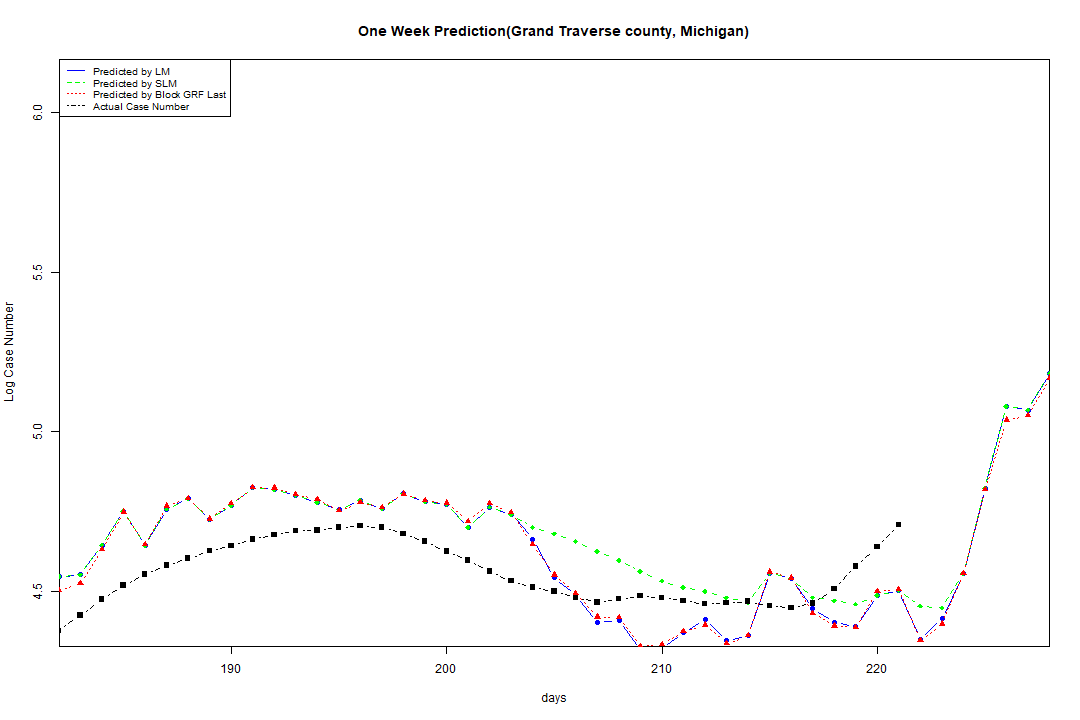 One Week Prediction(Grand Traverse county, Michigan)
Predicted by LM
Predicted by SLM
Predicted by Block GRF Last
Actual Case Number
6.0
5.5
5.0
4.5
Log Case Number
190
200
210
220
days